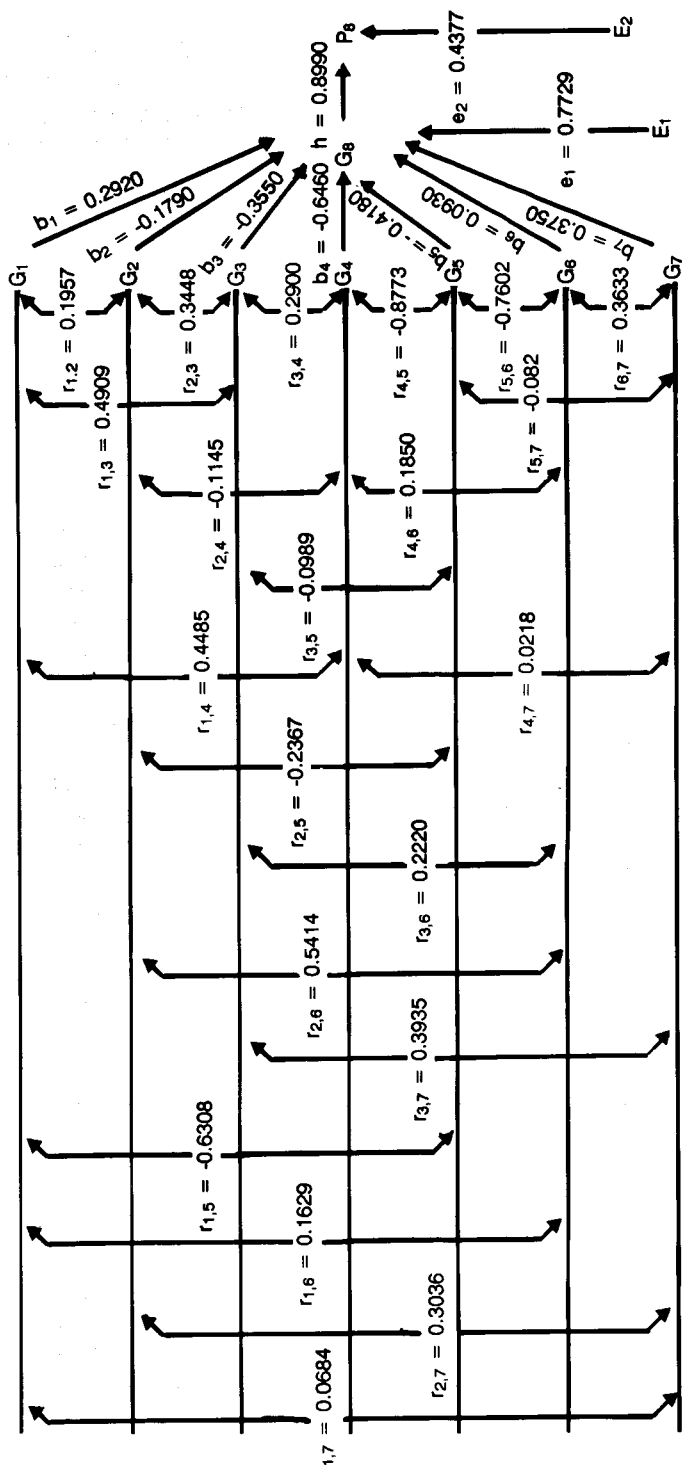 G1
G2
G3
G4
G5
G6
G7
b1 = 0.2920
b2 = -0.1790
b3 = -0.3550
b4 = -0.6460
b5 = -0.4180
b6 = 0.0930
b7 = 0.3750
G8
h = 0.8990
P8
e1 = 0.7729
E1
e2 = 0.4377
E2
r1.2 = 0.1957
r2,3 = 0.3448
r3,4 = 0.2900
r4,5 = -0.8773
r5,6 = -0.7602
r6,7 = 0.3633
r1,3 = 0.4909
r5,7 = -0.082
r2,4 = -0.1145
r4,6 = 0.1850
r3,5 = -0.0989
r1,4 = 0.4485
r4,7 = 0.0218
r2,5 = -0.2367
r3,6 = 0.2220
r2,6 = 0.5414
r3,7 = 0.3935
r1,5 = -0.6308
r1,6 = 0.1629
r2,7 = 0.3036
1,7 = 0.0684